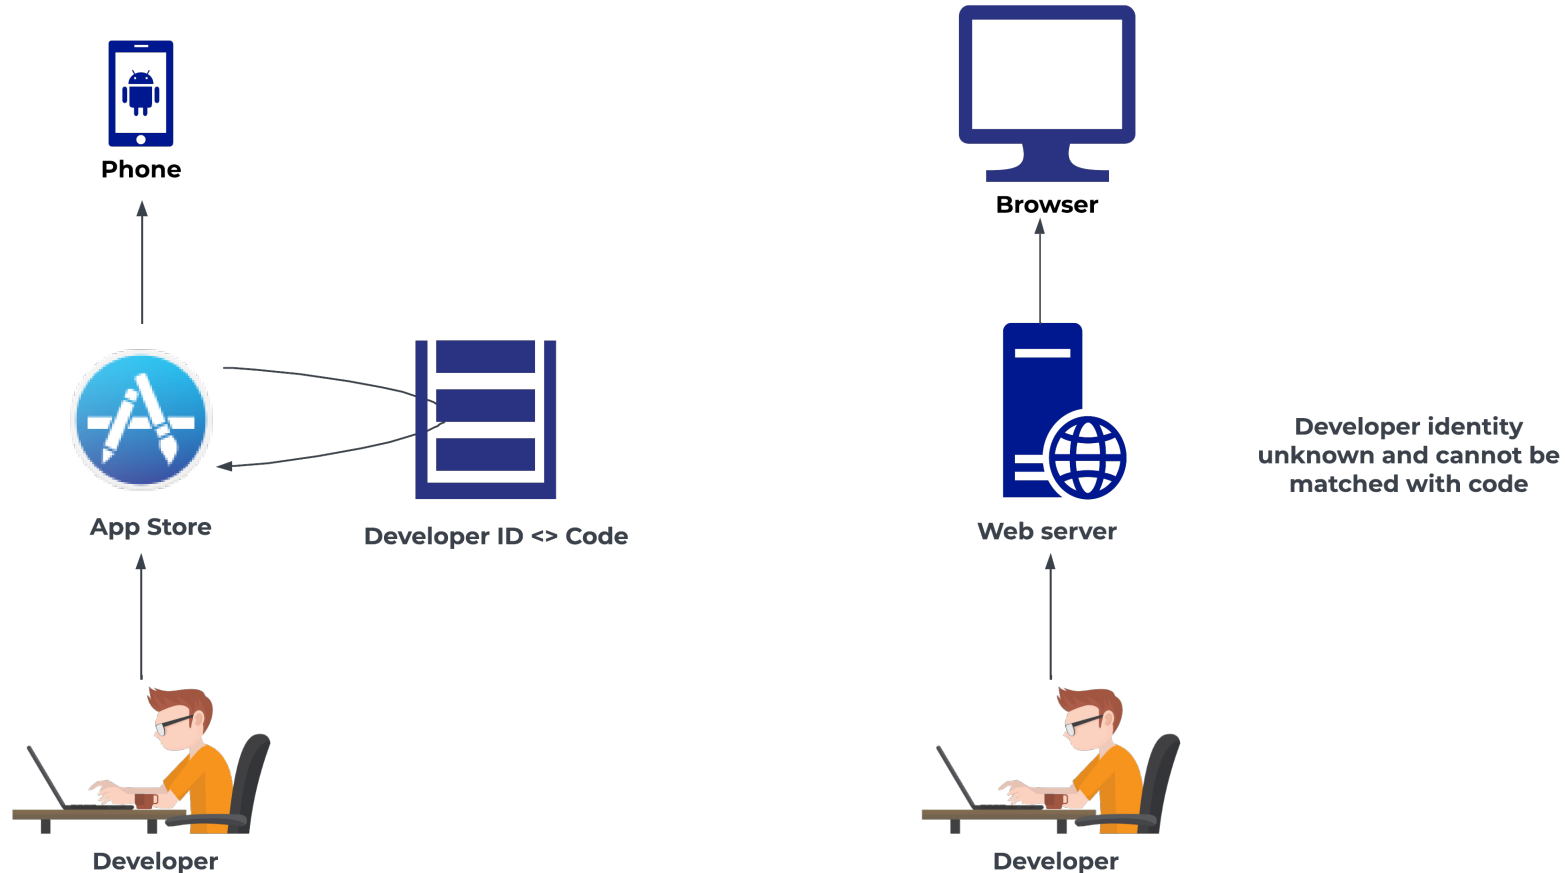 Phone
App Store
Developer ID <> Code
Developer
Browser
Web server
Developer identity
unknown and cannot be
matched with code
Developer